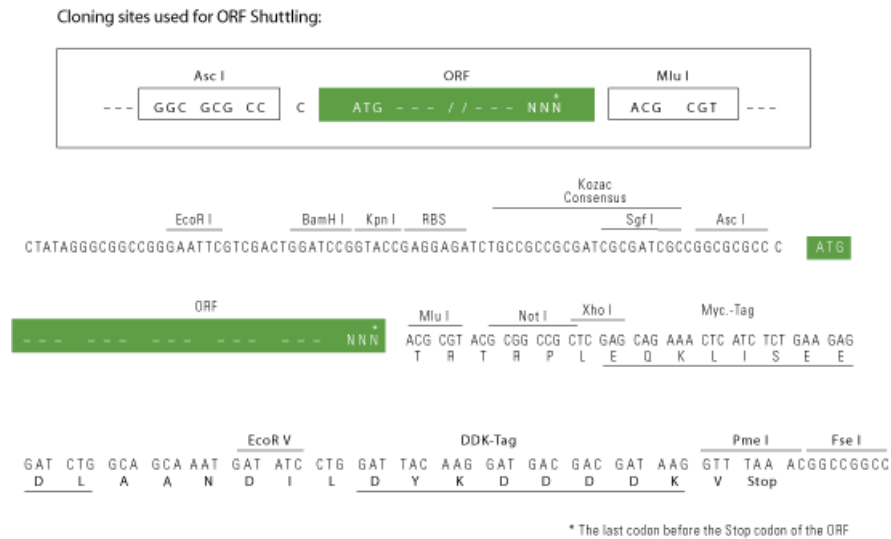 Cloning sites used for ORF Shuttling:
Asc I ORF Mlu I
--- GGC GCG CC C ATG --- // --- NNN* ACG CGT ---
Kozac
Consensus
EcoR I BamH I Kpn I RBS Sgf I Asc I
CTATAGGGCGGCCGGGAATTCGTCGACTGGATCCGGTACCGAGGAGATCTGCCGCCGCGATCGCGATCGCCGGCGCGCC C ATG
ORF Mlu I Not I Xho I Myc.-Tag
--- --- --- --- --- --- NNN* ACG CGT ACG CGG CCG CTC GAG CAG AAA CTC ATC TCT GAA GAG
T R T R P L E Q K L I S E E
EcoR V DDK-Tag Pme I Fse I
GAT CTG GCA GCA AAT GAT ATC CTG GAT TAC AAG GAT GAC GAC GAT AAG GTT TAA ACGGCCGGCC
D L A A N D I L D Y K D D D D K V Stop
* The last codon before the Stop codon of the ORF